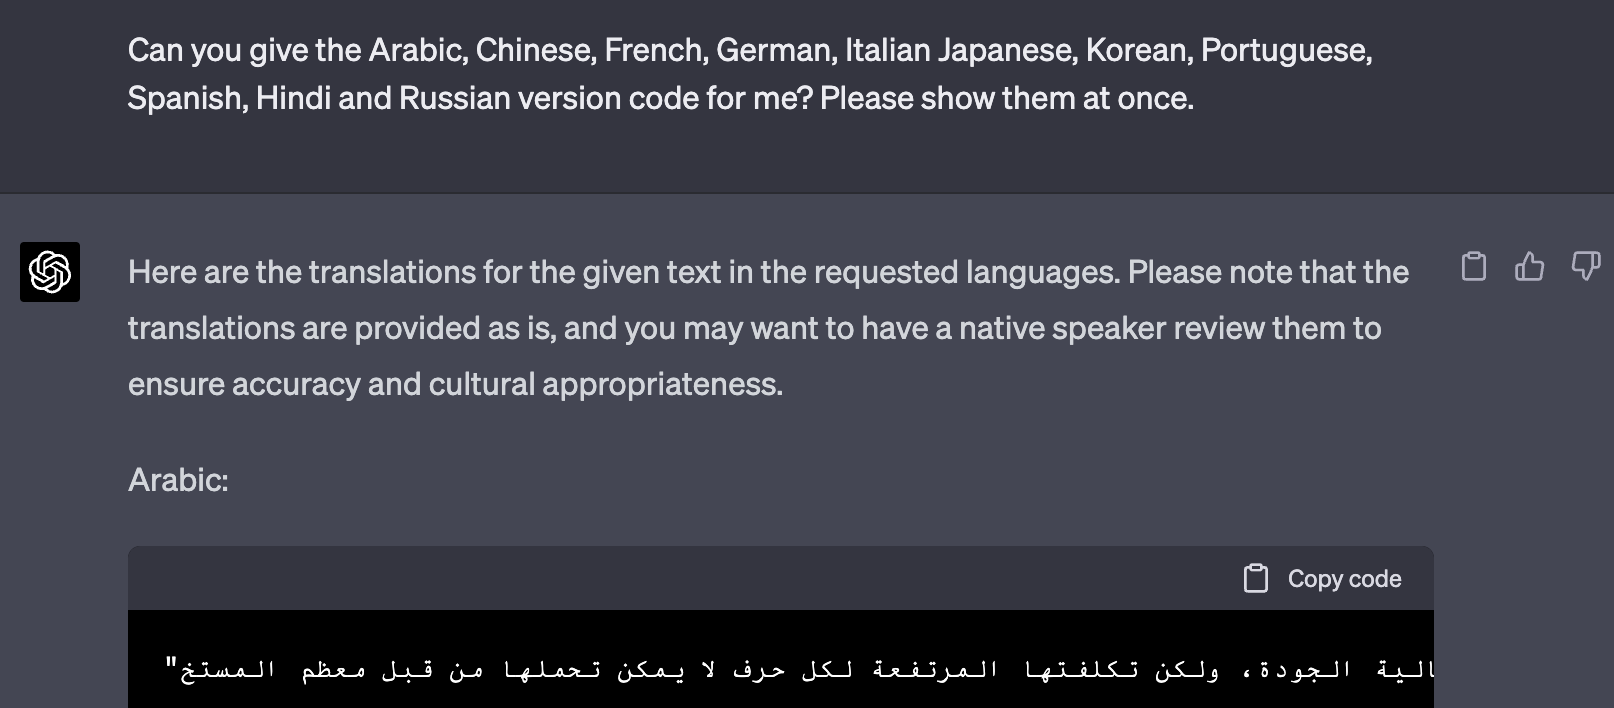 Can you give the Arabic, Chinese, French, German, Italian Japanese, Korean, Portuguese,
Spanish, Hindi and Russian version code for me? Please show them at once.
Here are the translations for the given text in the requested languages. Please note that the
translations are provided as is, and you may want to have a native speaker review them to
ensure accuracy and cultural appropriateness.
Arabic:
Copy code
الية الجودة، ولكن تكلفتها المرتفعة لكل حرف لا يمكن تحملها من قبل معظم المستخ"